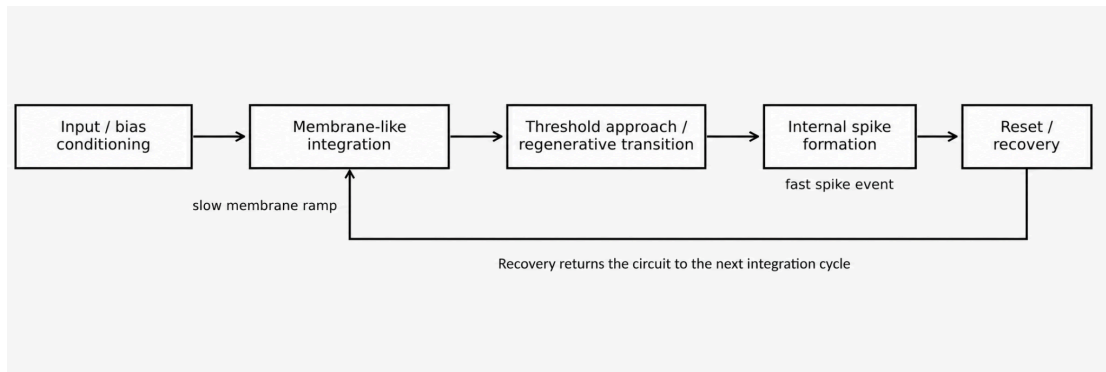 Input / bias
conditioning
Membrane-like
integration
Threshold approach /
regenerative transition
Internal spike
formation
Reset /
recovery
fast spike event
slow membrane ramp
Recovery returns the circuit to the next integration cycle